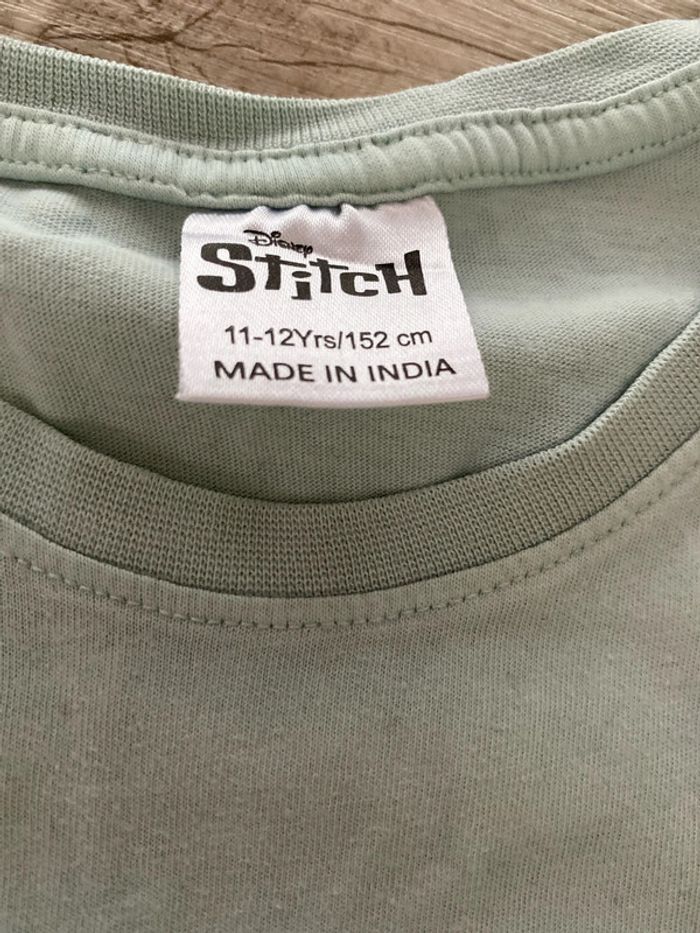 Disney
StitcH
11-12Yrs/152 cm
MADE IN INDIA